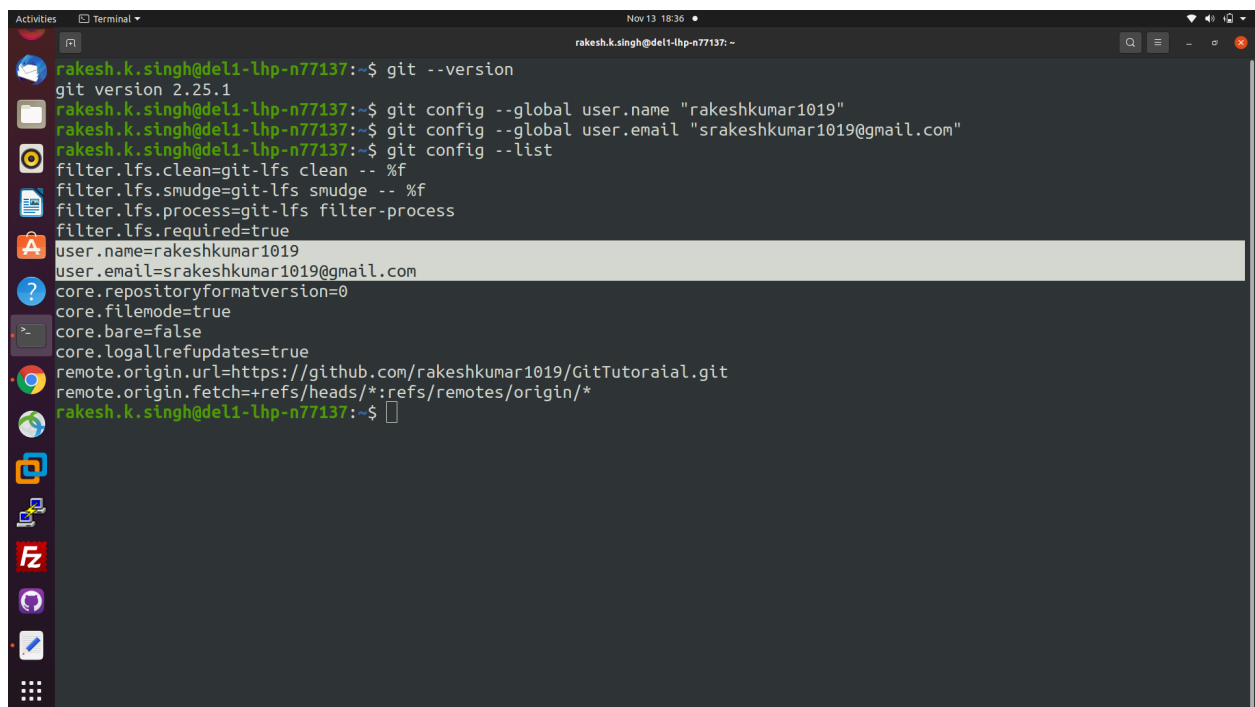 Activities Terminal Nov 13 18:36
rakesh.k.singh@del1-lhp-n77137: ~
rakesh.k.singh@del1-lhp-n77137:~$ git --version
git version 2.25.1
rakesh.k.singh@del1-lhp-n77137:~$ git config --global user.name "rakeshkumar1019"
rakesh.k.singh@del1-lhp-n77137:~$ git config --global user.email "srakeshkumar1019@gmail.com"
rakesh.k.singh@del1-lhp-n77137:~$ git config --list
filter.lfs.clean=git-lfs clean -- %f
filter.lfs.smudge=git-lfs smudge -- %f
filter.lfs.process=git-lfs filter-process
filter.lfs.required=true
user.name=rakeshkumar1019
user.email=srakeshkumar1019@gmail.com
core.repositoryformatversion=0
core.filemode=true
core.bare=false
core.logallrefupdates=true
remote.origin.url=https://github.com/rakeshkumar1019/GitTutoraial.git
remote.origin.fetch=+refs/heads/*:refs/remotes/origin/*
rakesh.k.singh@del1-lhp-n77137:~$